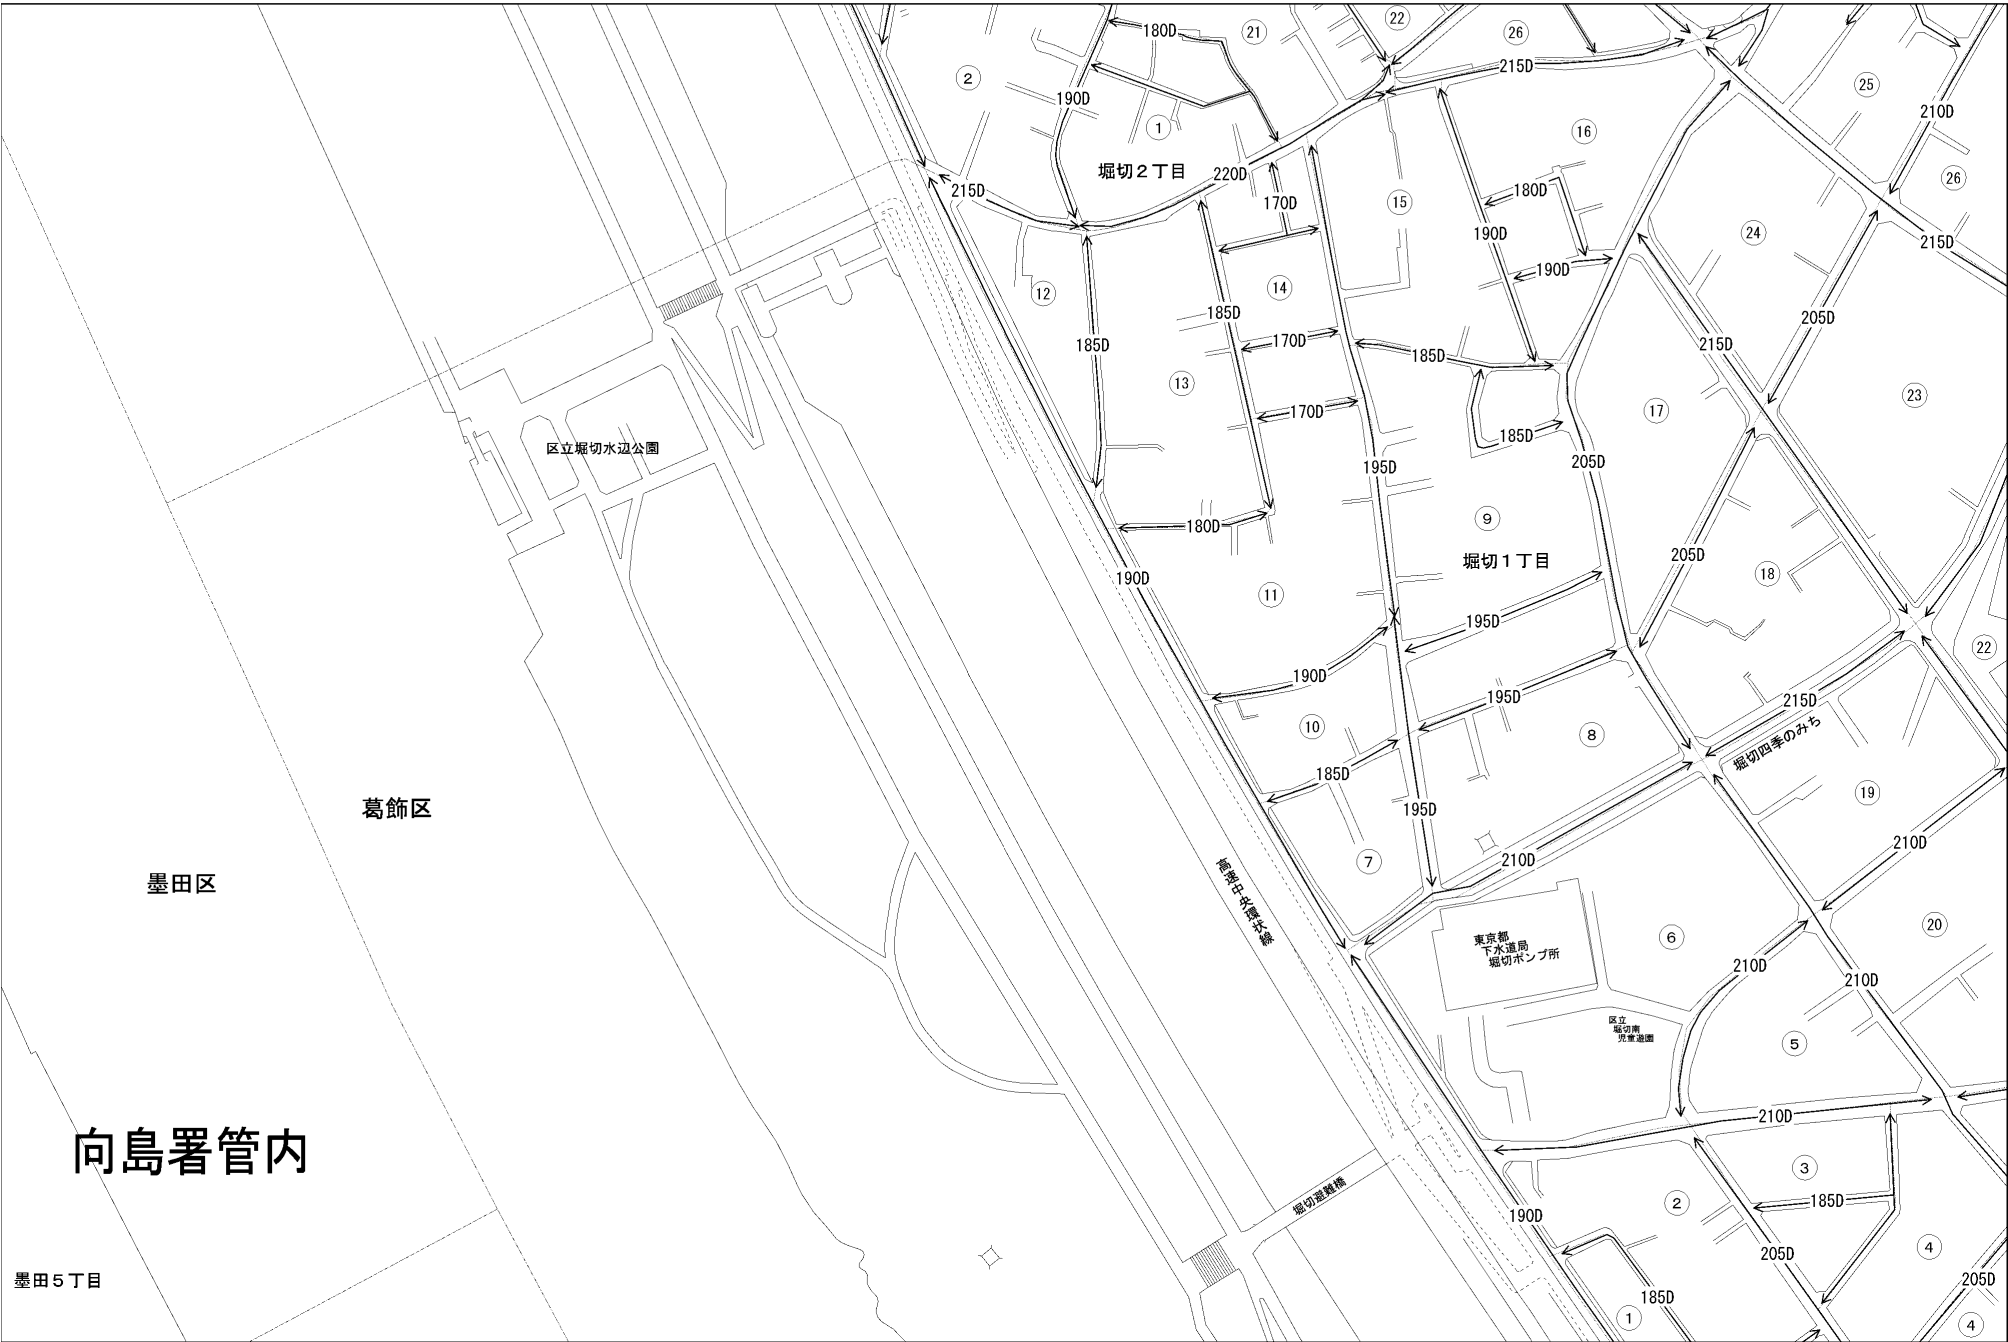 22
180D
21
26
215D
2
25
190D
210D
1
16
堀切2丁目
220D
26
215D
180D
170D
15
190D
24
215D
190D
14
12
185D
205D
170D
185D
215D
185D
13
23
17
170D
185D
区立堀切水辺公園
205D
195D
9
180D
205D
堀切1丁目
18
190D
11
195D
22
190D
195D
215D
10
8
堀切四季のみち
185D
19
葛飾区
195D
210D
210D
7
墨田区
高速中央環状線
20
6
東京都
下水道局
堀切ポンプ所
210D
210D
区立
堀切南
児童遊園
5
210D
向島署管内
3
堀切避難橋
185D
2
190D
4
205D
墨田5丁目
205D
185D
1
4